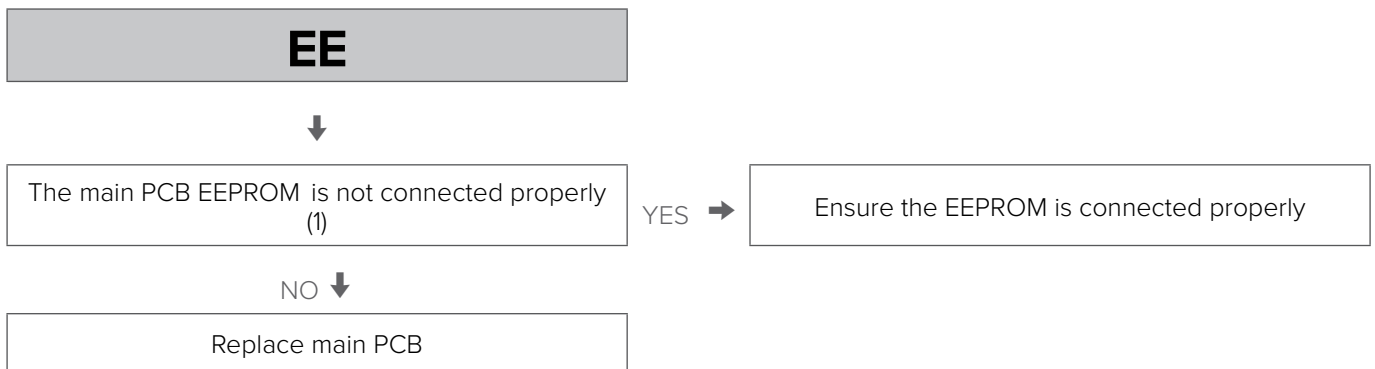 EE
The main PCB EEPROM is not connected properly
(1)
YES
Ensure the EEPROM is connected properly
NO
Replace main PCB